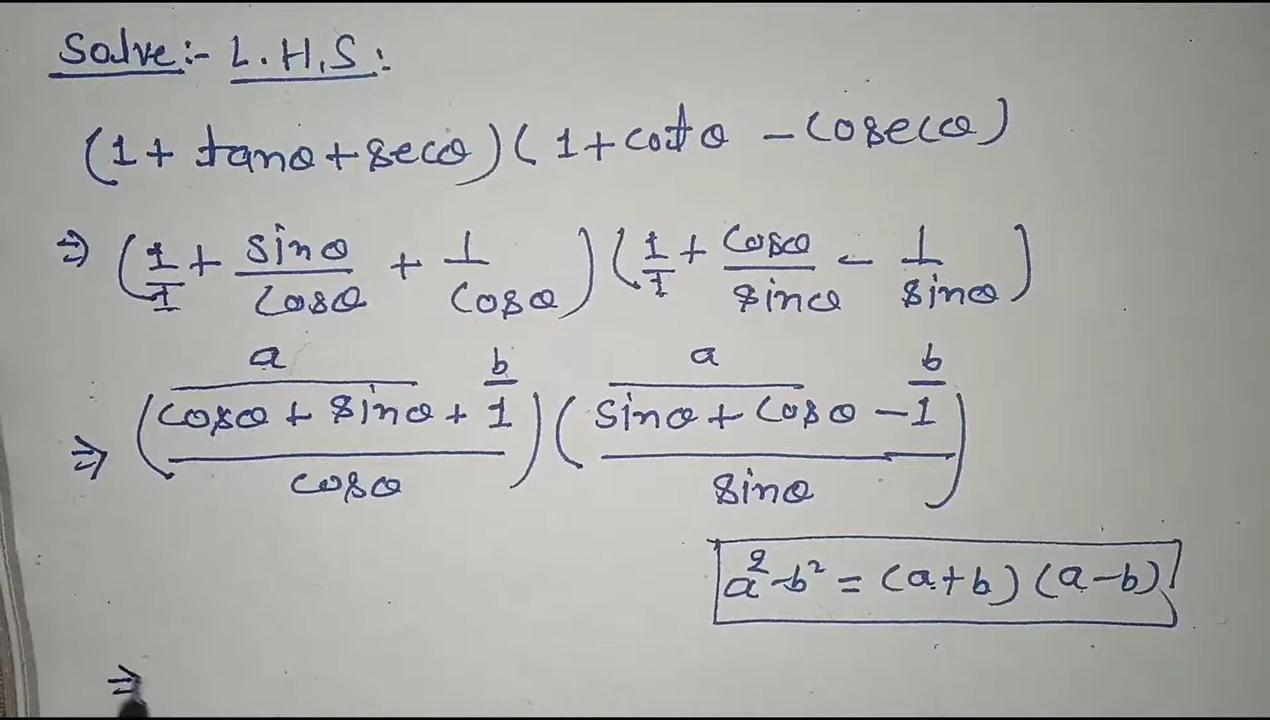 Solve:- L.H.S:
(1 + tanθ + secθ) (1 + cotθ - cosecθ)
⇒ (1/1 + sinθ/cosθ + 1/cosθ) (1/1 + cosθ/sinθ - 1/sinθ)
a b a b
⇒ (cosθ + sinθ + 1/cosθ) (sinθ + cosθ - 1/sinθ)
a² - b² = (a+b) (a-b)
⇒